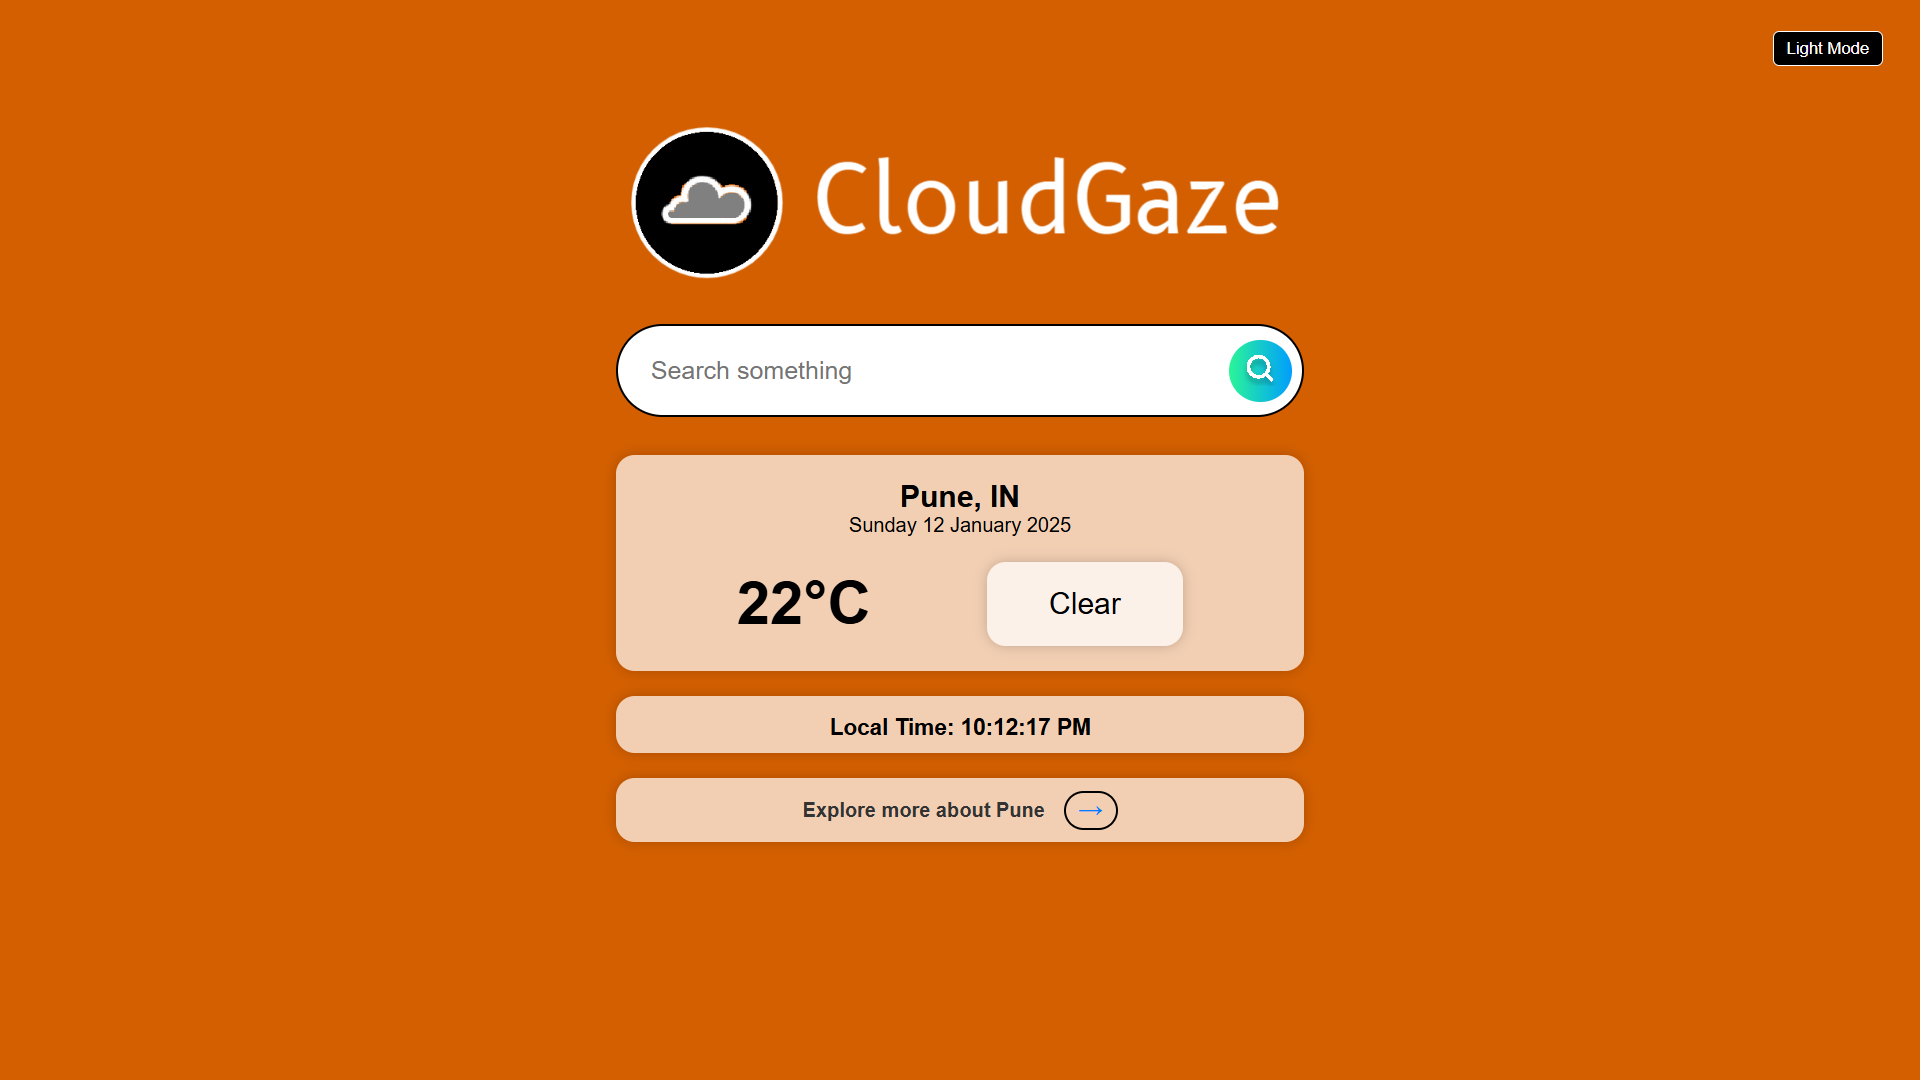 Light Mode
CloudGaze
Search something
Pune, IN
Sunday 12 January 2025
22°C
Clear
Local Time: 10:12:17 PM
Explore more about Pune →